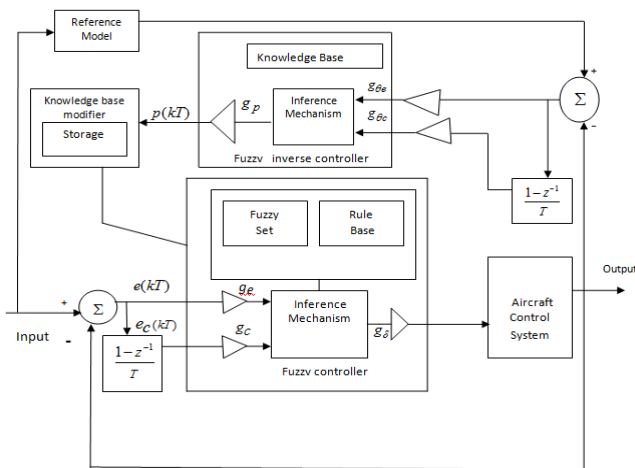 Reference
Model
Knowledge Base
+
Σ
-
Knowledge base
modifier
Storage
p(kT)
g_p
Inference
Mechanism
g_θe
g_θc
Fuzzv inverse controller
1-z⁻¹
T
Fuzzy
Set
Rule
Base
e(kT)
g_e
+
Σ
-
Input
e_c(kT)
g_c
1-z⁻¹
T
Inference
Mechanism
g_δ
Fuzzv controller
Aircraft
Control
System
Output